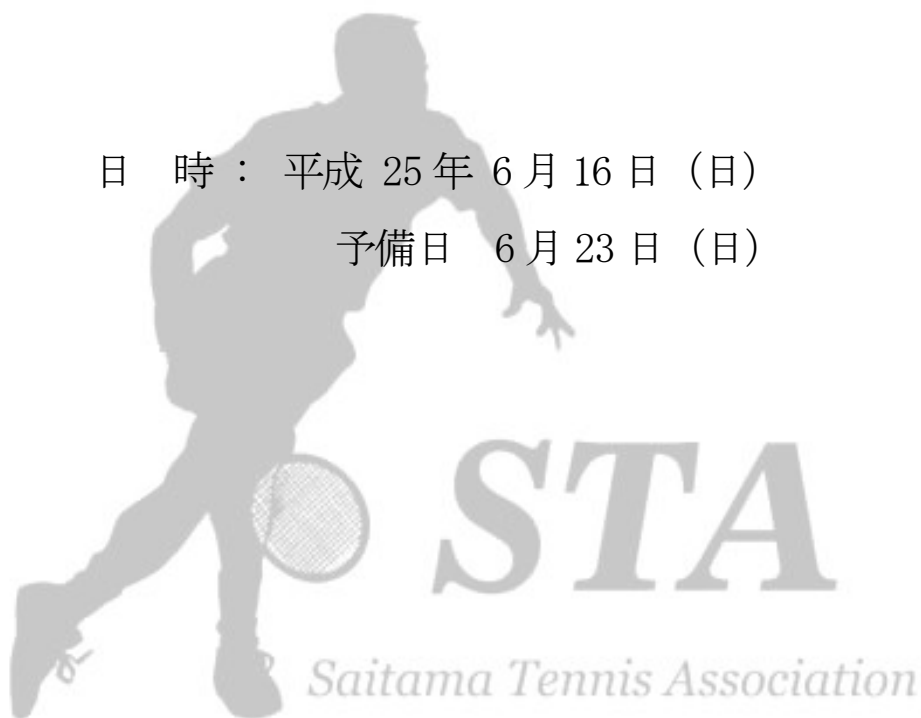 日　時 : 平成 25 年 6 月 16 日 (日)
予備日　6 月 23 日 (日)
STA
Saitama Tennis Association